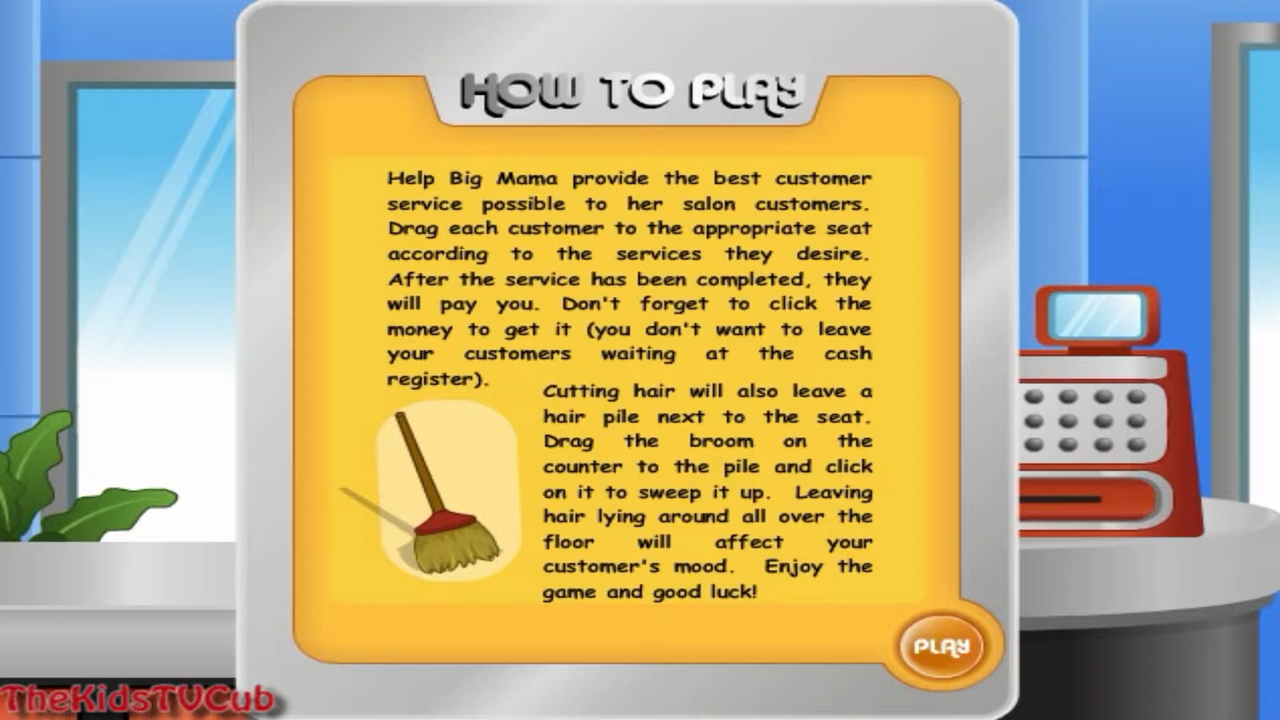 HOW TO PLAY
Help Big Mama provide the best customer
service possible to her salon customers.
Drag each customer to the appropriate seat
according to the services they desire.
After the service has been completed, they
will pay you. Don't forget to click the
money to get it (you don't want to leave
your customers waiting at the cash
register).
Cutting hair will also leave a
hair pile next to the seat.
Drag the broom on the
counter to the pile and click
on it to sweep it up. Leaving
hair lying around all over the
floor will affect your
customer's mood. Enjoy the
game and good luck!
PLAY
TheKidsTVCub